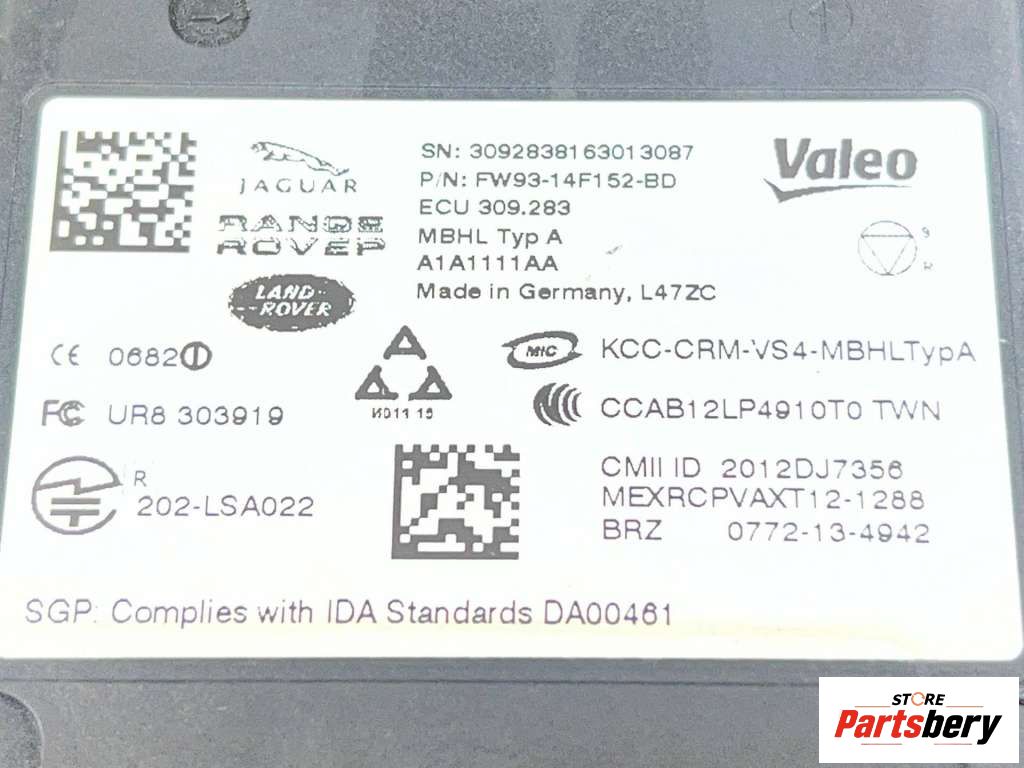 JAGUAR
RANGE
ROVER
LAND-
-ROVER
SN: 3092838163013087
P/N: FW93-14F152-BD
ECU 309.283
MBHL Typ A
A1A1111AA
Made in Germany, L47ZC
Valeo
CE 0682
MIC KCC-CRM-VS4-MBHLTypA
FC UR8 303919
CCAB12LP4910T0 TWN
R
202-LSA022
CMII ID 2012DJ7356
MEXRCPVAXT12-1288
BRZ 0772-13-4942
SGP: Complies with IDA Standards DA00461
STORE
Partsbery